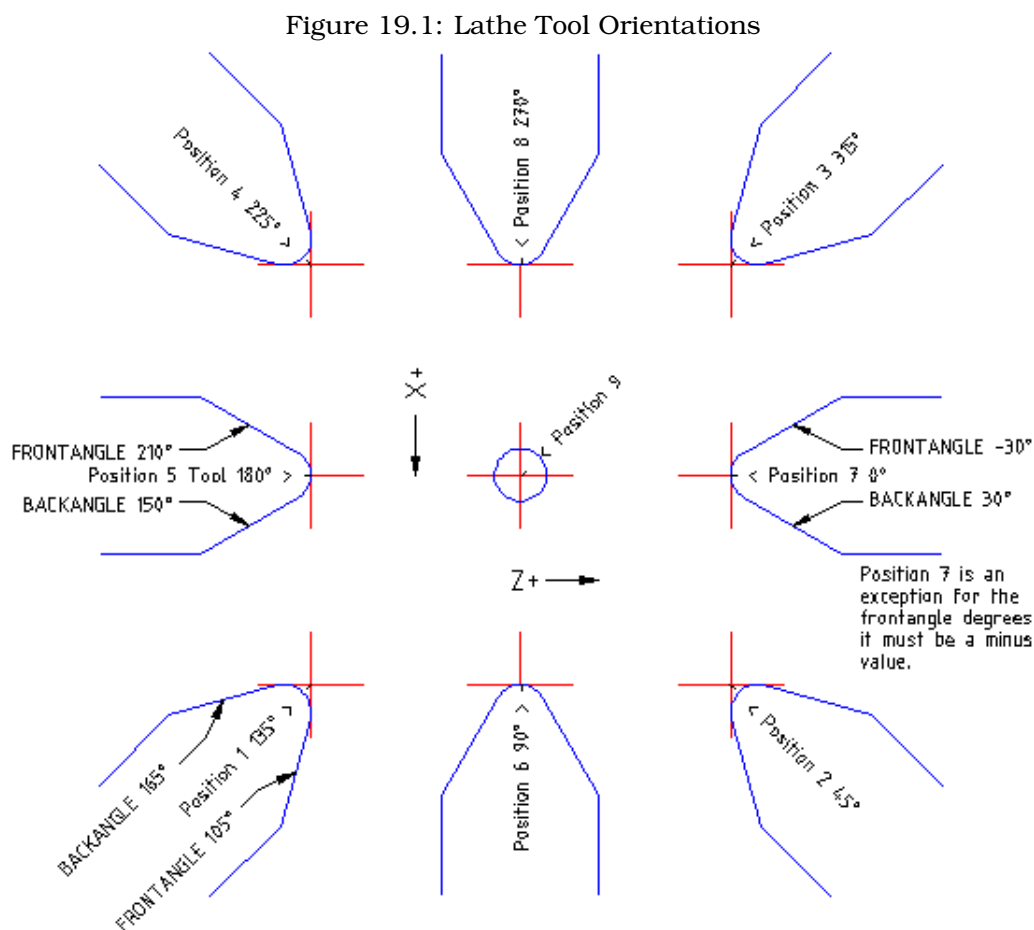 Figure 19.1: Lathe Tool Orientations
Position 4 225°
< Position 8 270°
< Position 3 315°
X+
< Position 9
FRONTANGLE 210°
Position 5 Tool 180° >
BACKANGLE 150°
FRONTANGLE -30°
< Position 7 0°
BACKANGLE 30°
Z+
Position 7 is an
exception for the
frontangle degrees
it must be a minus
value.
BACKANGLE 165°
Position 1 135° >
FRONTANGLE 105°
Position 6 90° >
< Position 2 45°